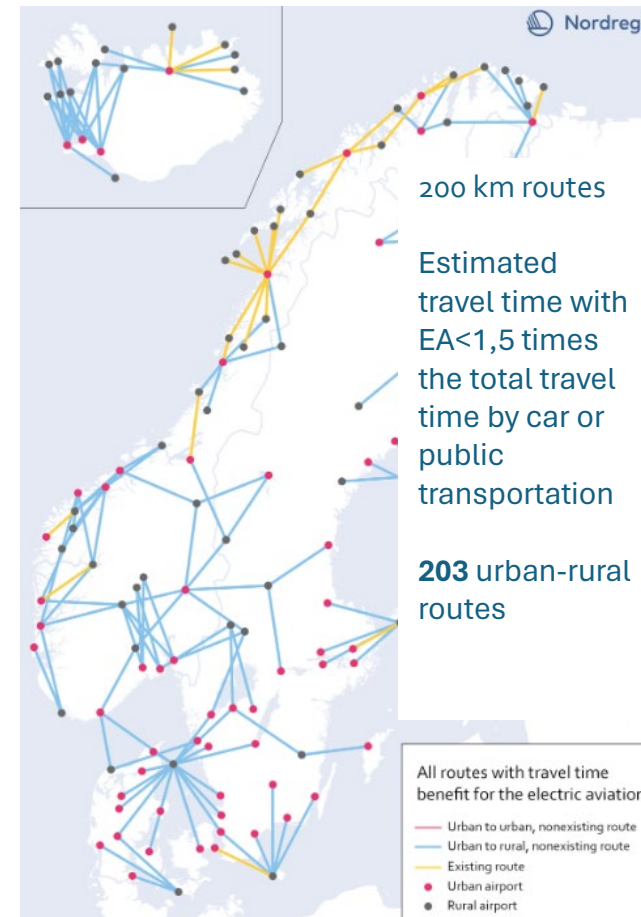 Nordreg
200 km routes
Estimated
travel time with
EA<1,5 times
the total travel
time by car or
public
transportation
203 urban-rural
routes
All routes with travel time
benefit for the electric aviation
Urban to urban, nonexisting route
Urban to rural, nonexisting route
Existing route
Urban airport
Rural airport